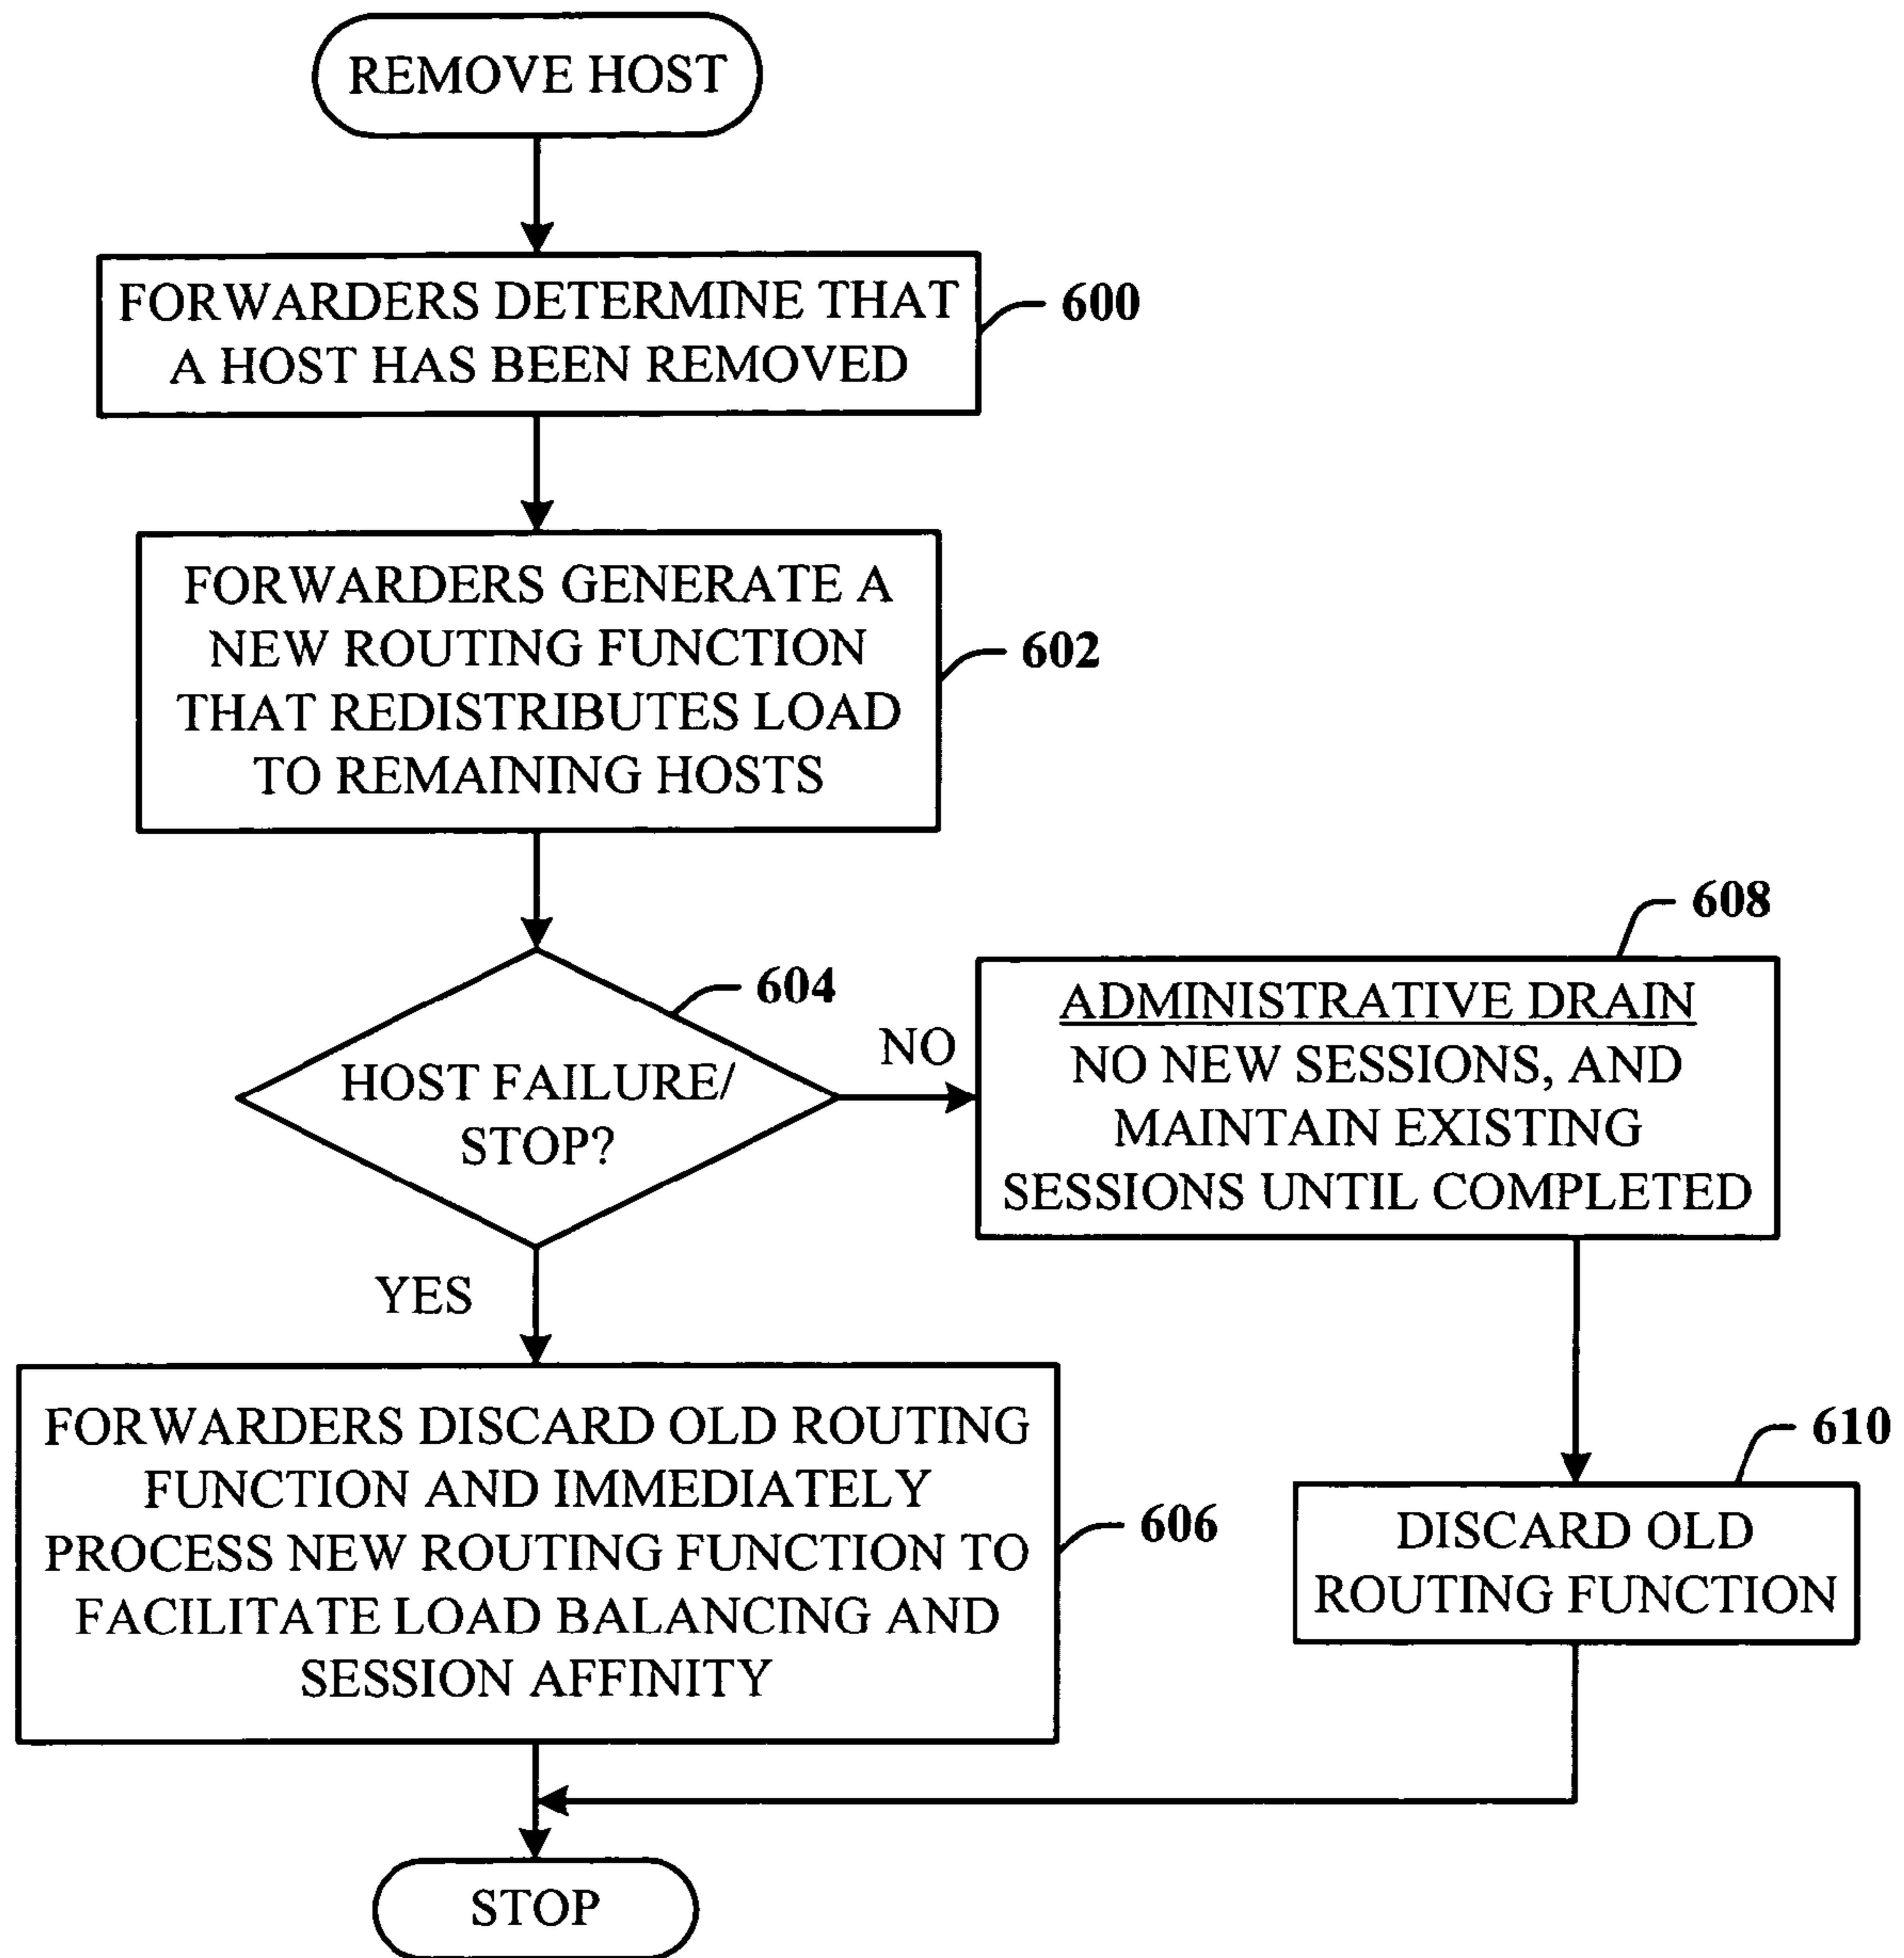 REMOVE HOST
FORWARDERS DETERMINE THAT
A HOST HAS BEEN REMOVED
600
FORWARDERS GENERATE A
NEW ROUTING FUNCTION
THAT REDISTRIBUTES LOAD
TO REMAINING HOSTS
602
604
HOST FAILURE/
STOP?
NO
YES
608
ADMINISTRATIVE DRAIN
NO NEW SESSIONS, AND
MAINTAIN EXISTING
SESSIONS UNTIL COMPLETED
FORWARDERS DISCARD OLD ROUTING
FUNCTION AND IMMEDIATELY
PROCESS NEW ROUTING FUNCTION TO
FACILITATE LOAD BALANCING AND
SESSION AFFINITY
606
610
DISCARD OLD
ROUTING FUNCTION
STOP